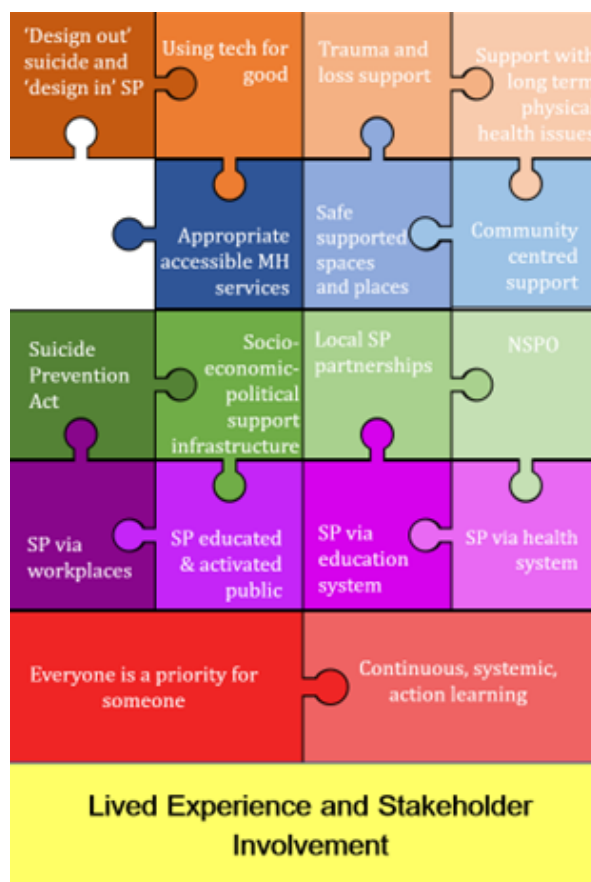 ‘Design out’
suicide and
‘design in’ SP
Using tech for
good
Trauma and
loss support
Support with
long term
physical
health issues
Appropriate
accessible MH
services
Safe
supported
spaces
and places
Community
centred
support
Suicide
Prevention
Act
Socio-
economic-
political
support
infrastructure
Local SP
partnerships
NSPO
SP via
workplaces
SP educated
& activated
public
SP via
education
system
SP via health
system
Everyone is a priority for
someone
Continuous, systemic,
action learning
Lived Experience and Stakeholder
Involvement